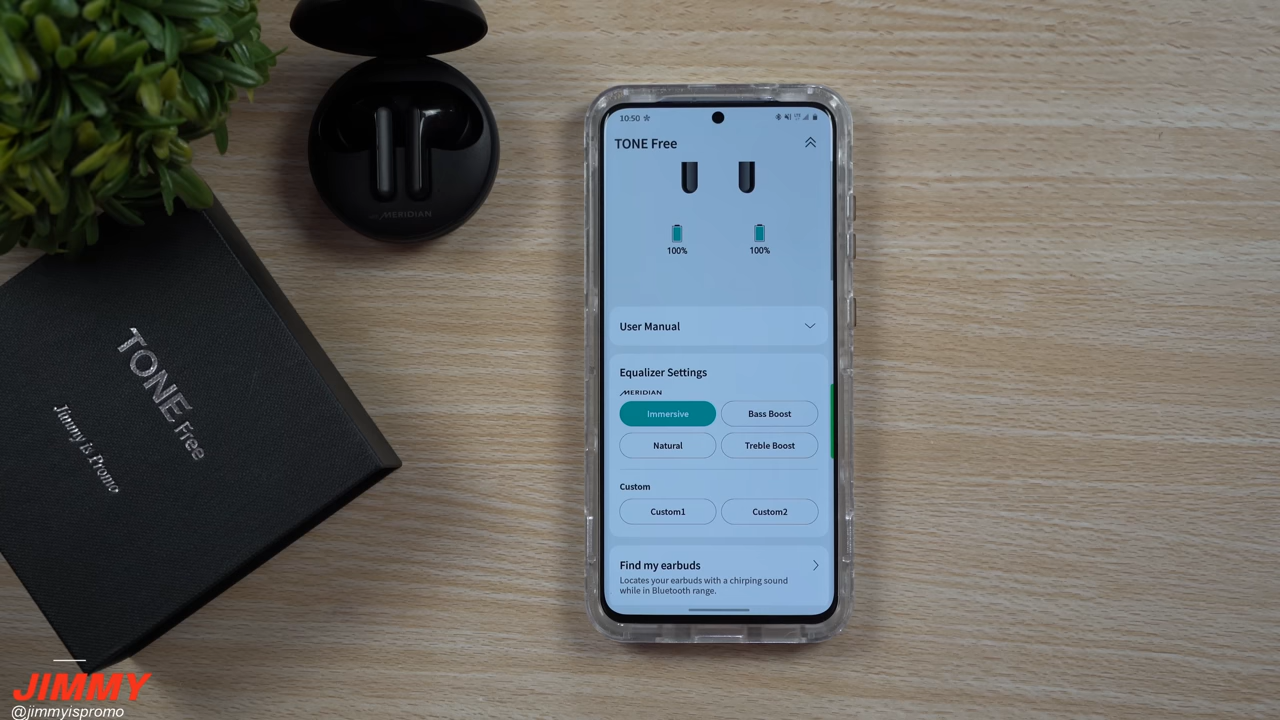 MERIDIAN
TONE Free
Jimmy is Promo
10:50
TONE Free
100%
100%
User Manual
Equalizer Settings
MERIDIAN
Immersive
Bass Boost
Natural
Treble Boost
Custom
Custom1
Custom2
Find my earbuds
Locates your earbuds with a chirping sound
while in Bluetooth range.
JIMMY
@jimmyispromo